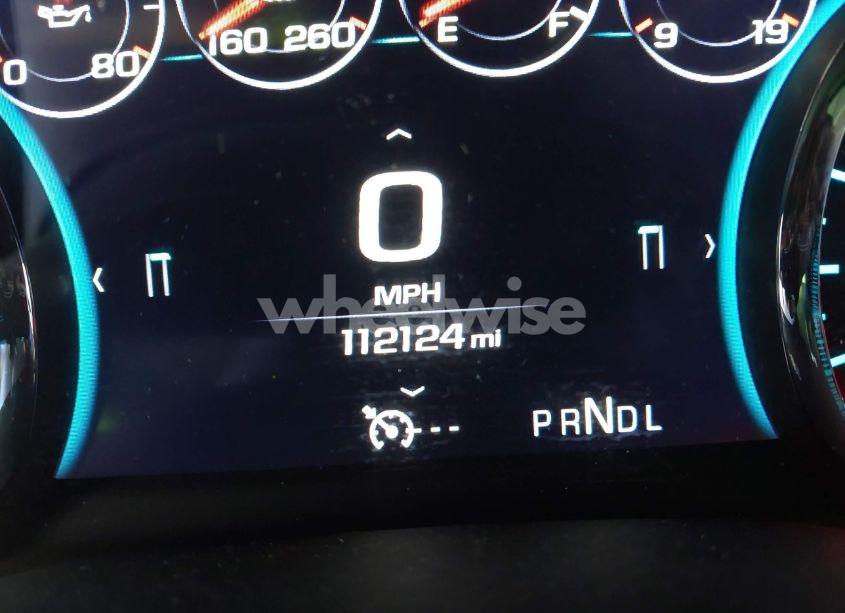 0 80
160 260
E F
9 19
0
MPH
wheelwise
112124 mi
PRNDL